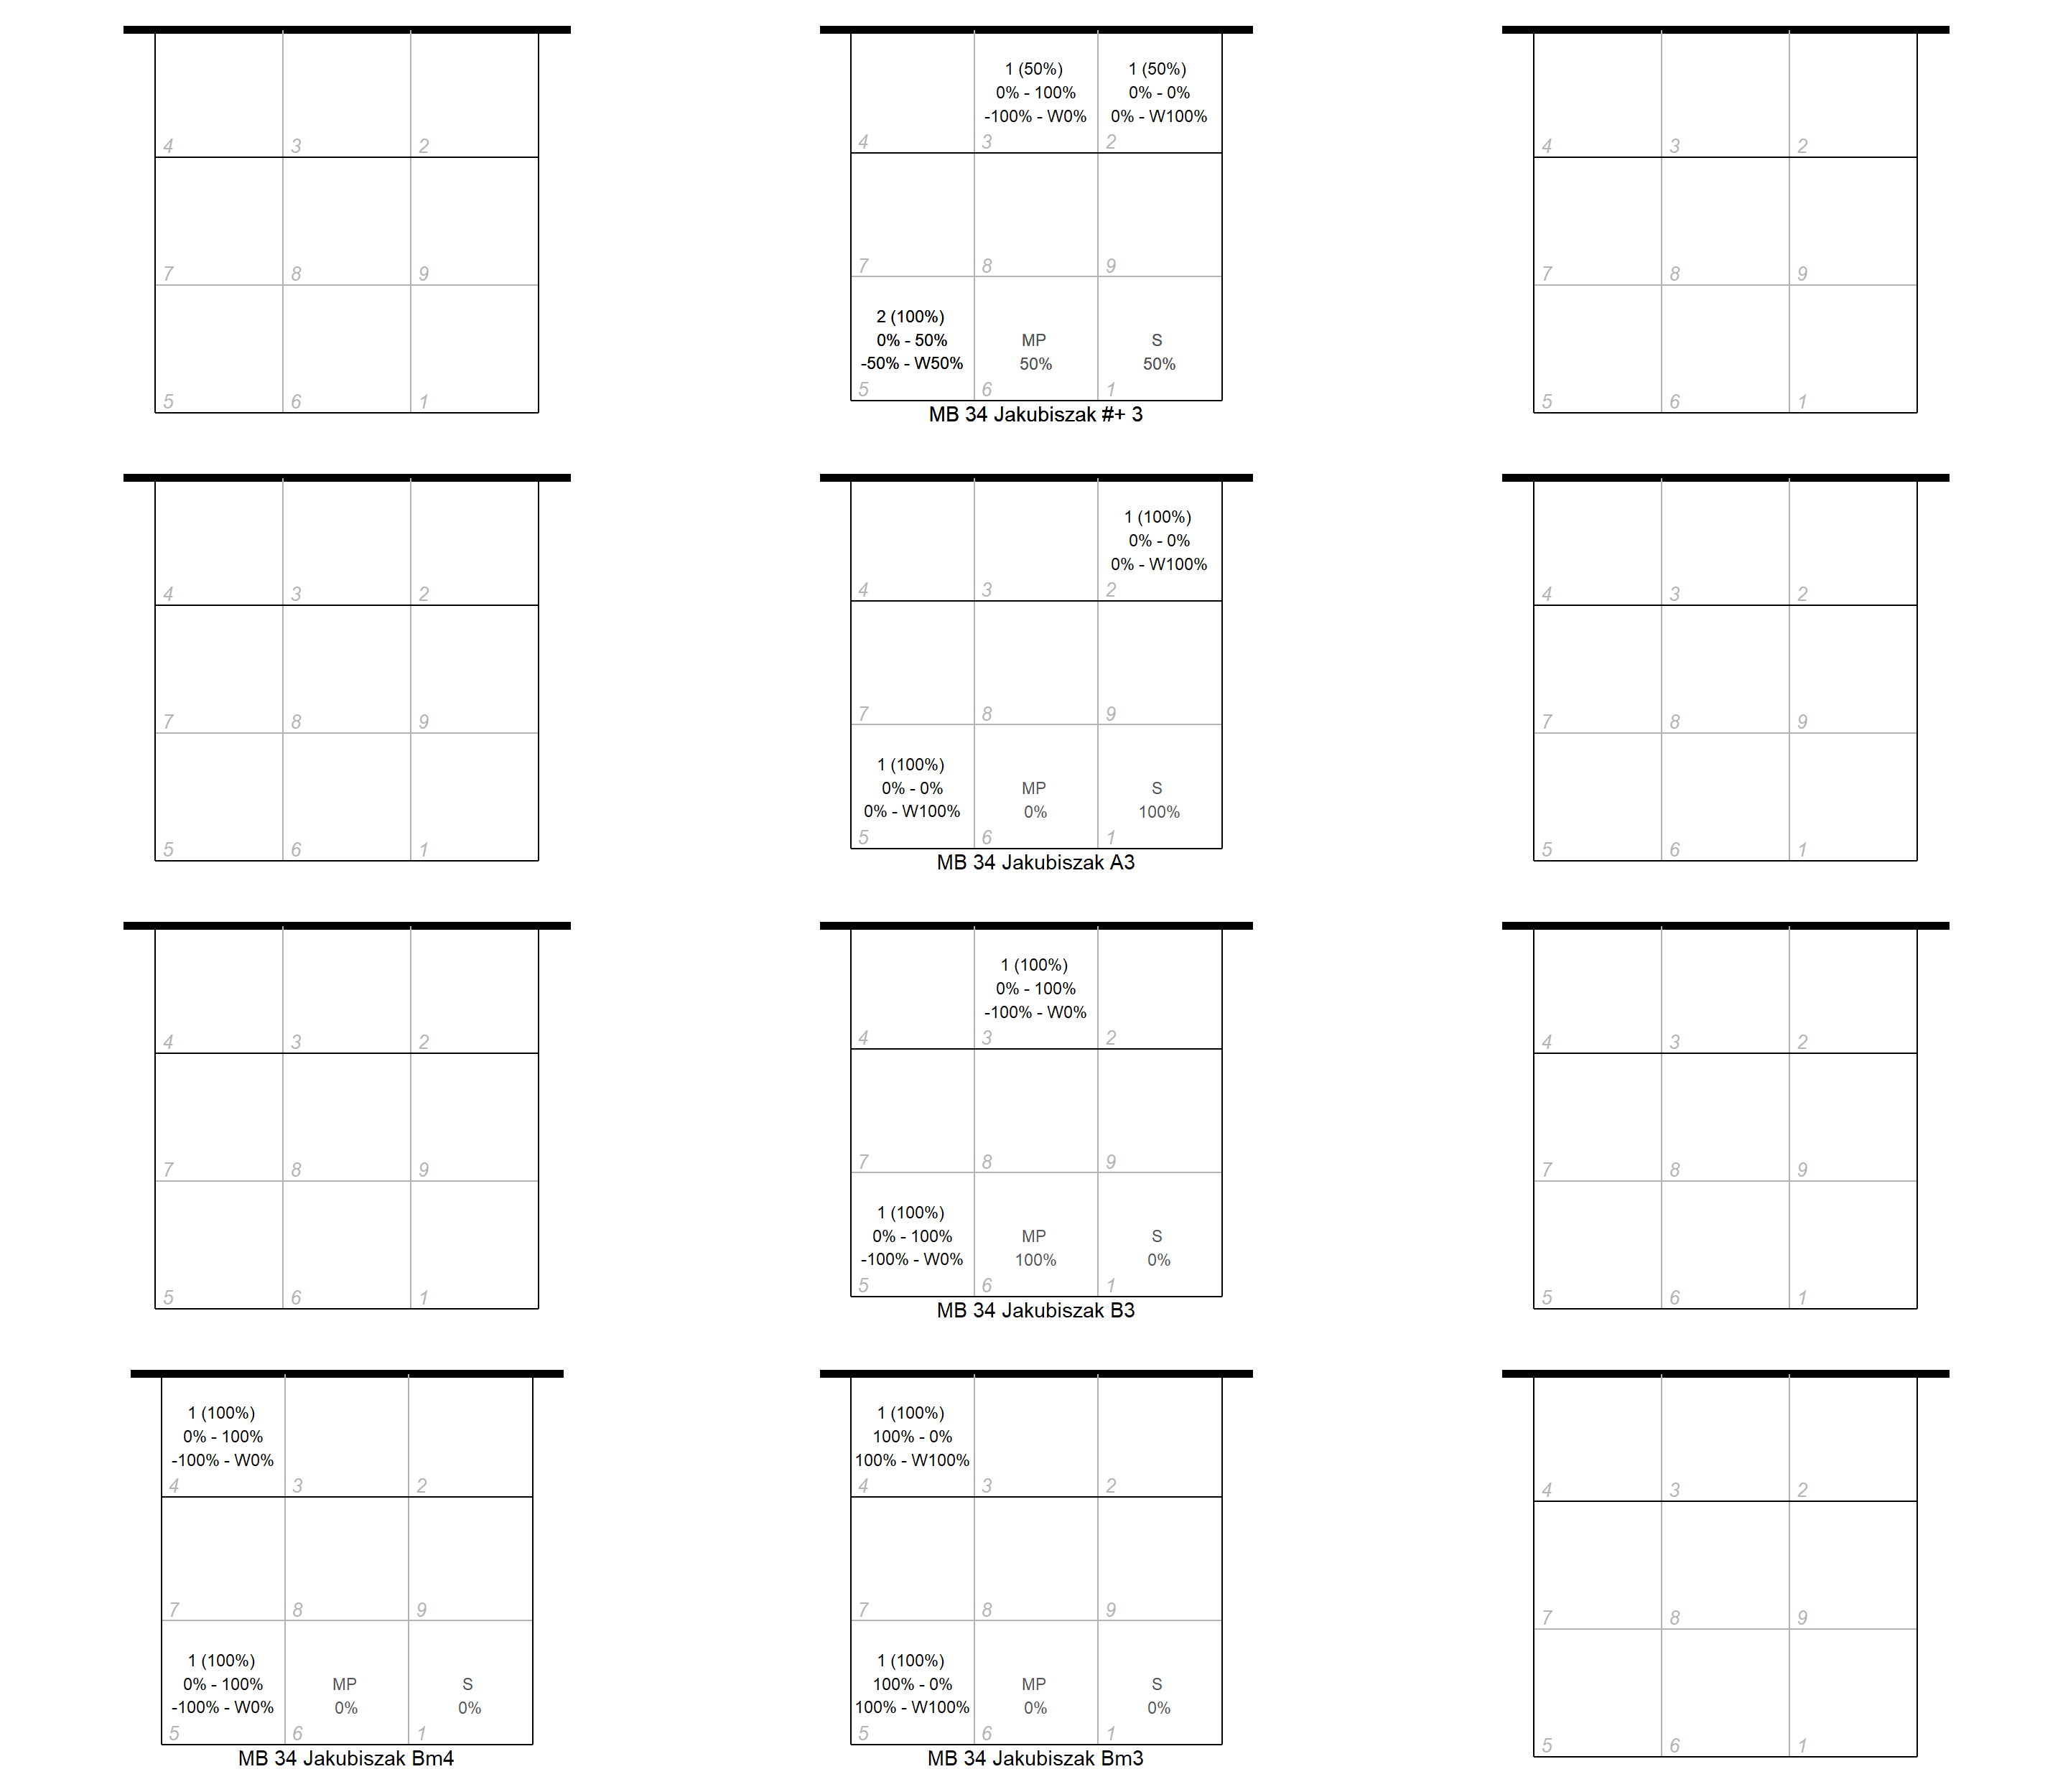 4 3 2
7 8 9
5 6 1
1 (50%)
0% - 100%
-100% - W0%
1 (50%)
0% - 0%
0% - W100%
4 3 2
7 8 9
2 (100%)
0% - 50%
-50% - W50%
MP
50%
S
50%
5 6 1
MB 34 Jakubiszak #+ 3
4 3 2
7 8 9
5 6 1
4 3 2
7 8 9
5 6 1
1 (100%)
0% - 0%
0% - W100%
4 3 2
7 8 9
1 (100%)
0% - 0%
0% - W100%
MP
0%
S
100%
5 6 1
MB 34 Jakubiszak A3
4 3 2
7 8 9
5 6 1
4 3 2
7 8 9
5 6 1
1 (100%)
0% - 100%
-100% - W0%
4 3 2
7 8 9
1 (100%)
0% - 100%
-100% - W0%
MP
100%
S
0%
5 6 1
MB 34 Jakubiszak B3
4 3 2
7 8 9
5 6 1
1 (100%)
0% - 100%
-100% - W0%
4 3 2
7 8 9
1 (100%)
0% - 100%
-100% - W0%
MP
0%
S
0%
5 6 1
MB 34 Jakubiszak Bm4
1 (100%)
100% - 0%
100% - W100%
4 3 2
7 8 9
1 (100%)
100% - 0%
100% - W100%
MP
0%
S
0%
5 6 1
MB 34 Jakubiszak Bm3
4 3 2
7 8 9
5 6 1